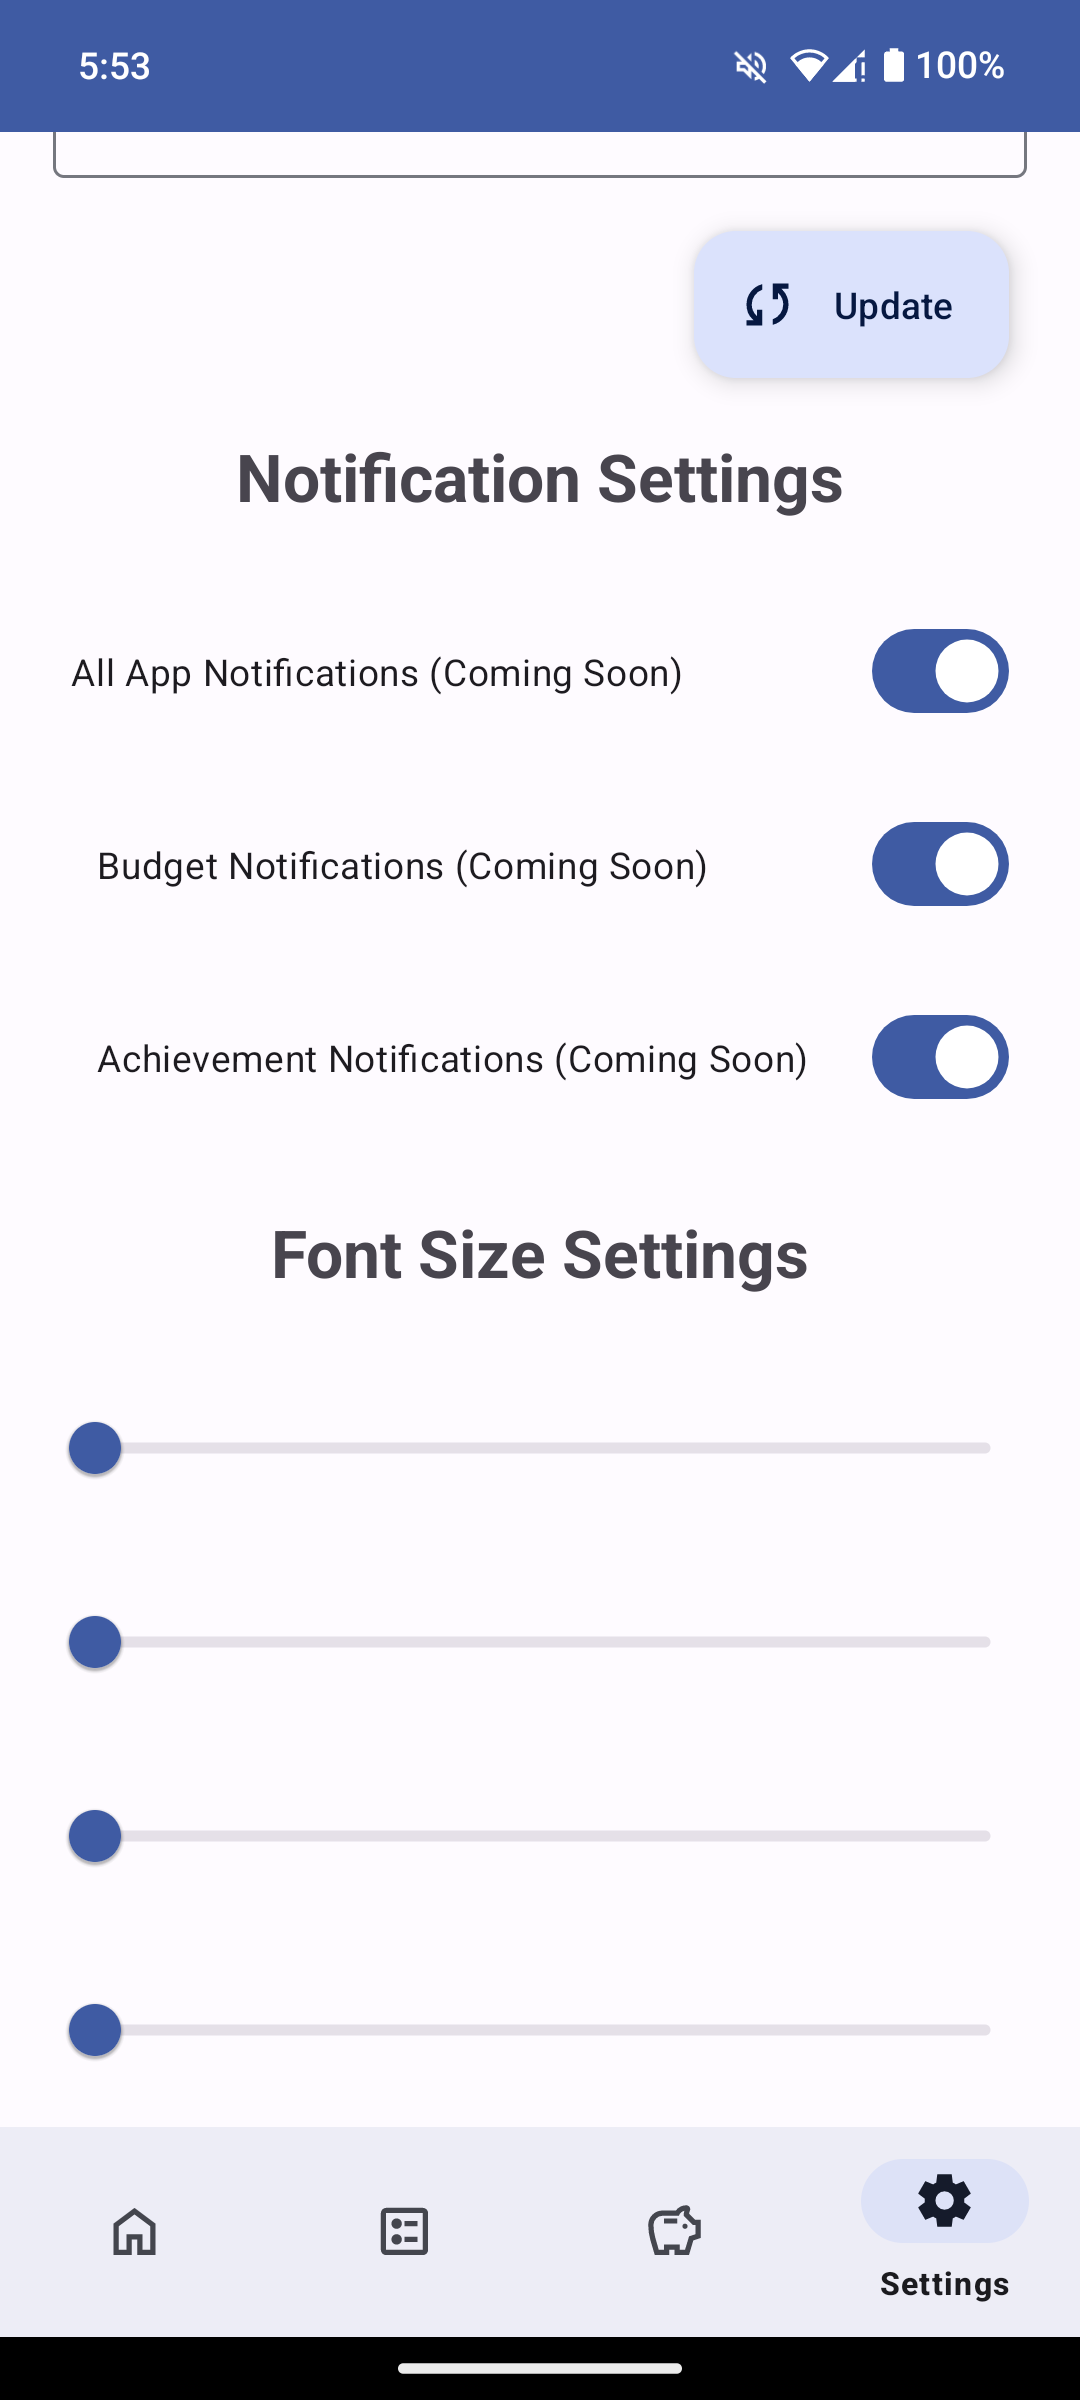 5:53
100%
Update
Notification Settings
All App Notifications (Coming Soon)
Budget Notifications (Coming Soon)
Achievement Notifications (Coming Soon)
Font Size Settings
Settings